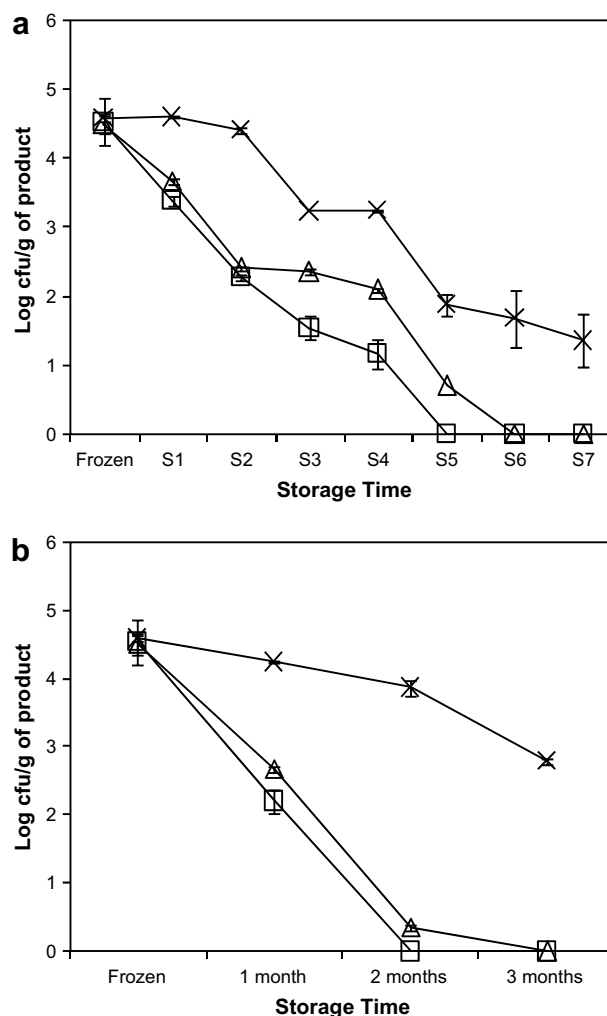 a
6
5
4
3
2
1
0
Log cfu/g of product
Frozen S1 S2 S3 S4 S5 S6 S7
Storage Time
b
6
5
4
3
2
1
0
Log cfu/g of product
Frozen 1 month 2 months 3 months
Storage Time